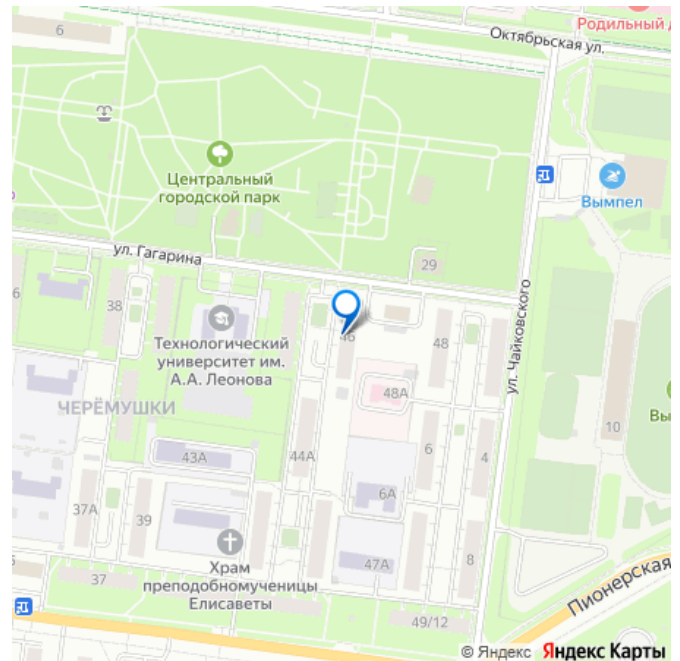 6
Родильный д
Октябрьская ул.
Центральный
городской парк
Вымпел
ул. Гагарина
29
6
38
Технологический
университет им.
А.А. Леонова
46
48
ул. Чайковского
48А
ЧЕРЁМУШКИ
Вы
10
43А
44А
6
4
6А
37А
39
Храм
преподобномученицы
Елисаветы
47А
8
37
49/12
Пионерская
© Яндекс Яндекс Карты